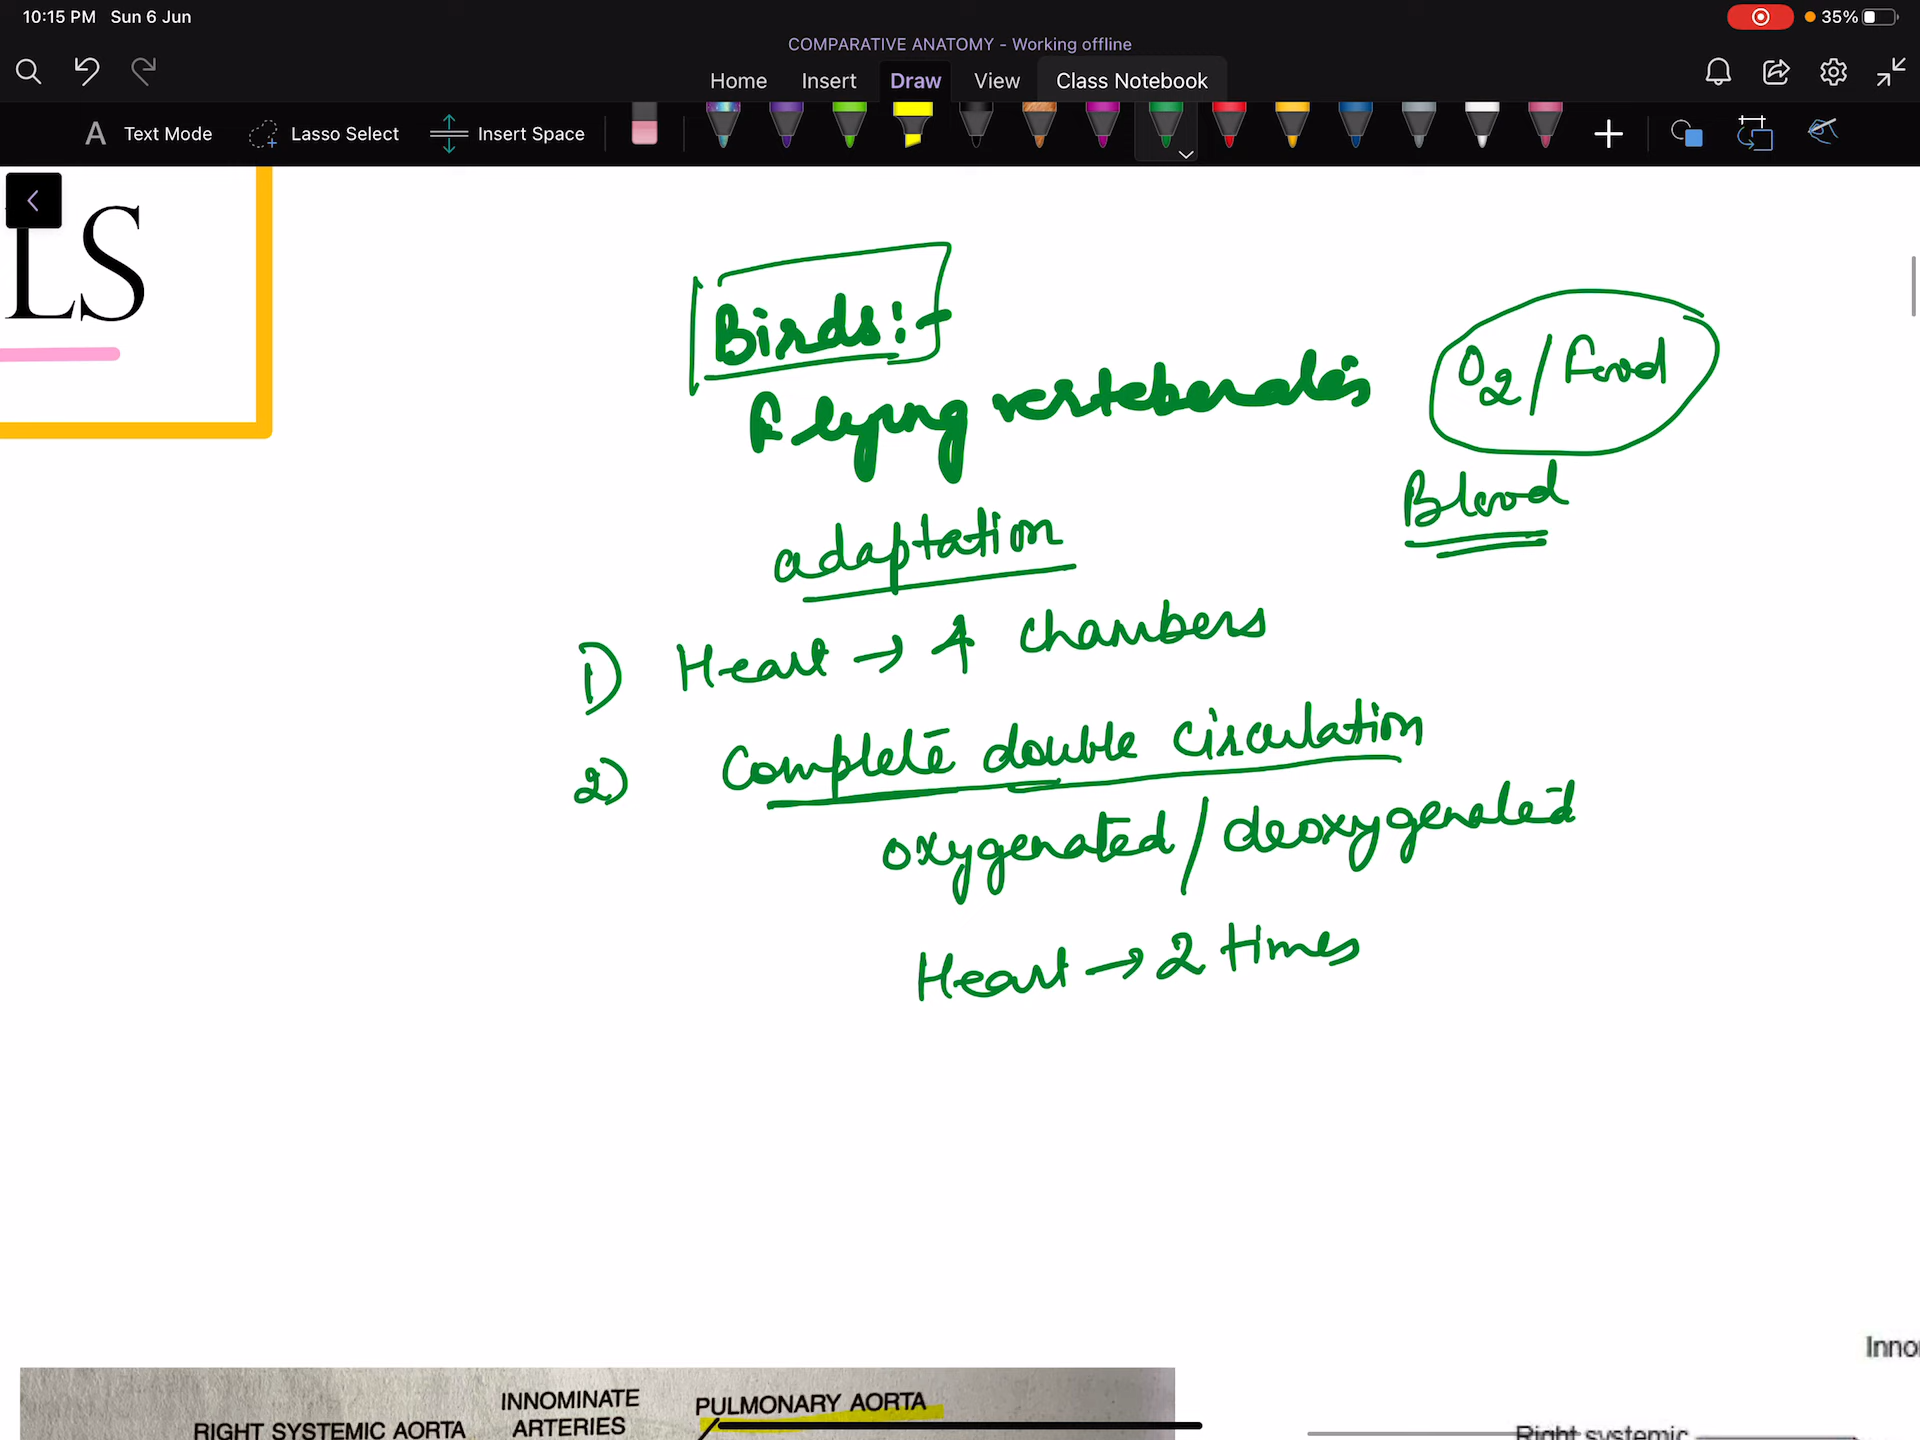 10:15 PM Sun 6 Jun
35%
COMPARATIVE ANATOMY - Working offline
Home Insert Draw View Class Notebook
A Text Mode Lasso Select Insert Space
LS
Birds:-
Flying vertebrates
O2/Food
Blood
adaptation
1) Heart → 4 chambers
2) Complete double circulation
oxygenated/deoxygenated
Heart → 2 times
Inno
INNOMINATE
ARTERIES
PULMONARY AORTA
RIGHT SYSTEMIC AORTA
Right systemic